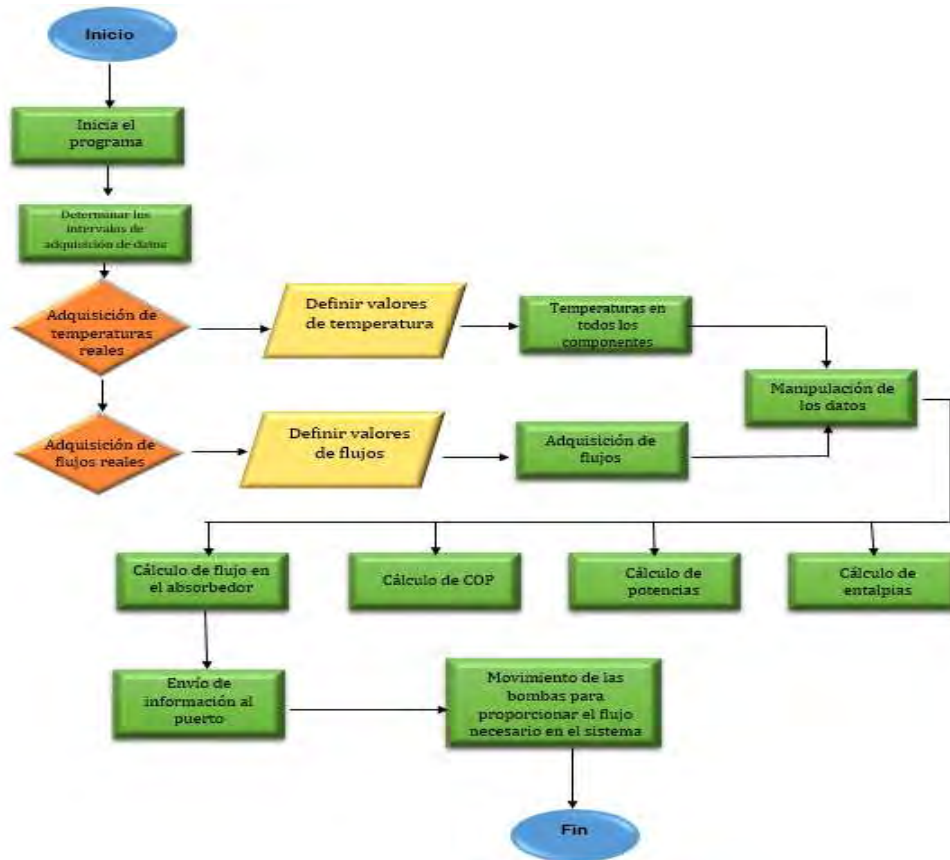 Inicio
Inicia el
programa
Determinar los
intervalos de
adquisición de datos
Adquisición de
temperaturas
reales
Definir valores
de temperatura
Temperaturas en
todos los
componentes
Manipulación de
los datos
Adquisición de
flujos reales
Definir valores
de flujos
Adquisición de
flujos
Cálculo de flujo en
el absorbedor
Cálculo de COP
Cálculo de
potencias
Cálculo de
entalpias
Envío de
información al
puerto
Movimiento de las
bombas para
proporcionar el flujo
necesario en el sistema
Fin